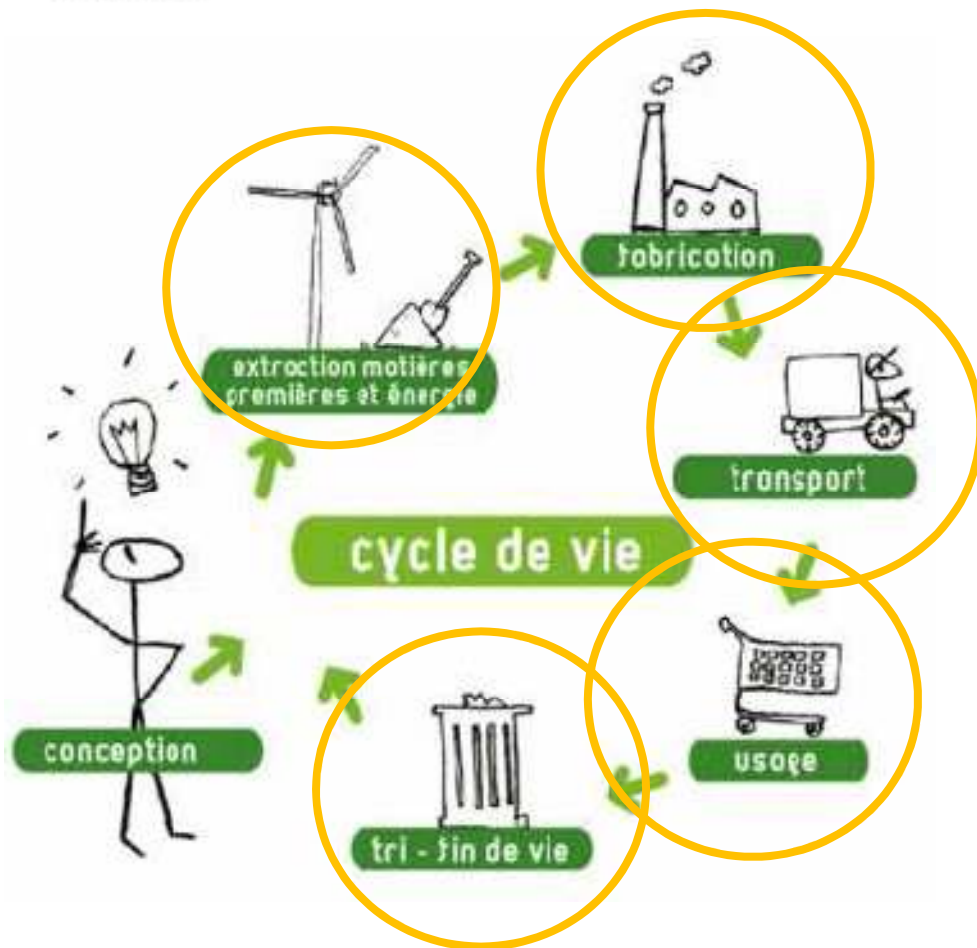 fabrication
extraction matières
premières et énergie
transport
cycle de vie
usage
conception
tri - fin de vie